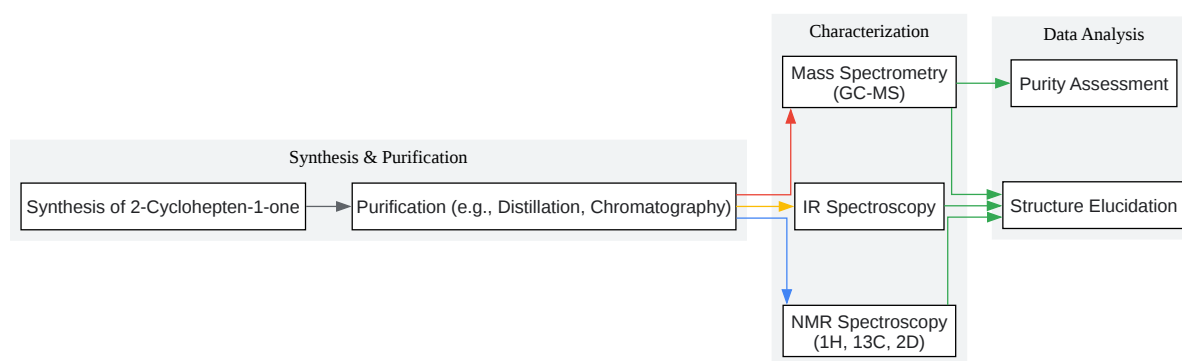 Synthesis & Purification
Synthesis of 2-Cyclohepten-1-one
Purification (e.g., Distillation, Chromatography)
Characterization
Mass Spectrometry
(GC-MS)
IR Spectroscopy
NMR Spectroscopy
(1H, 13C, 2D)
Data Analysis
Purity Assessment
Structure Elucidation